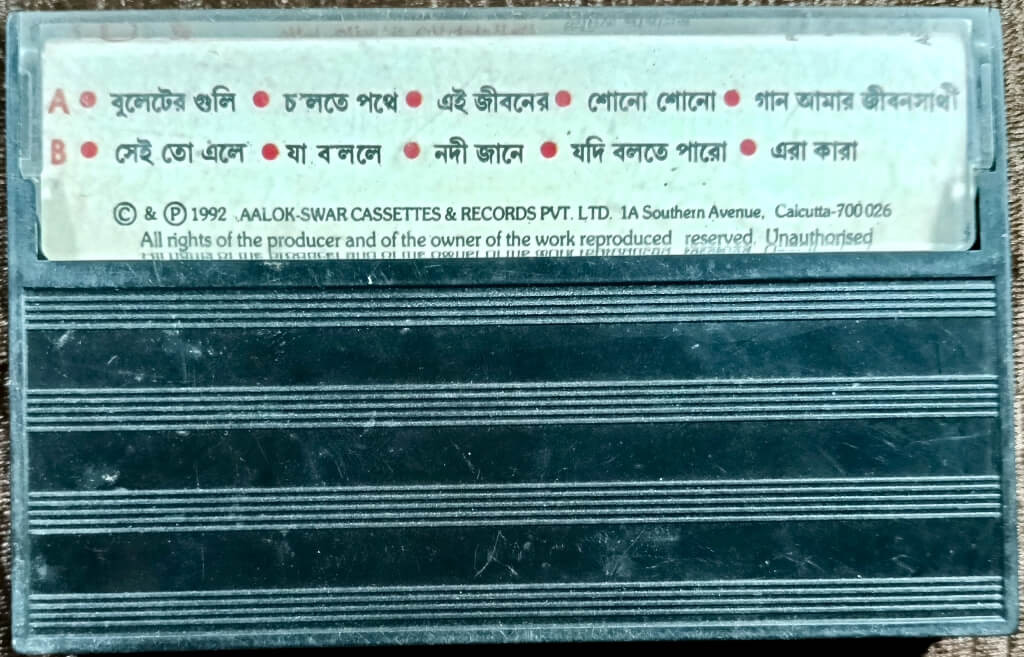 A • বুলেটের গুলি • চ'লতে পথে • এই জীবনের • শোনো শোনো • গান আমার জীবনসাথী
B • সেই তো এলে • যা ব'ললে • নদী জানে • যদি বলতে পারো • এরা কারা
© & ℗ 1992 AALOK-SWAR CASSETTES & RECORDS PVT. LTD. 1A Southern Avenue, Calcutta-700 026
All rights of the producer and of the owner of the work reproduced reserved. Unauthorised